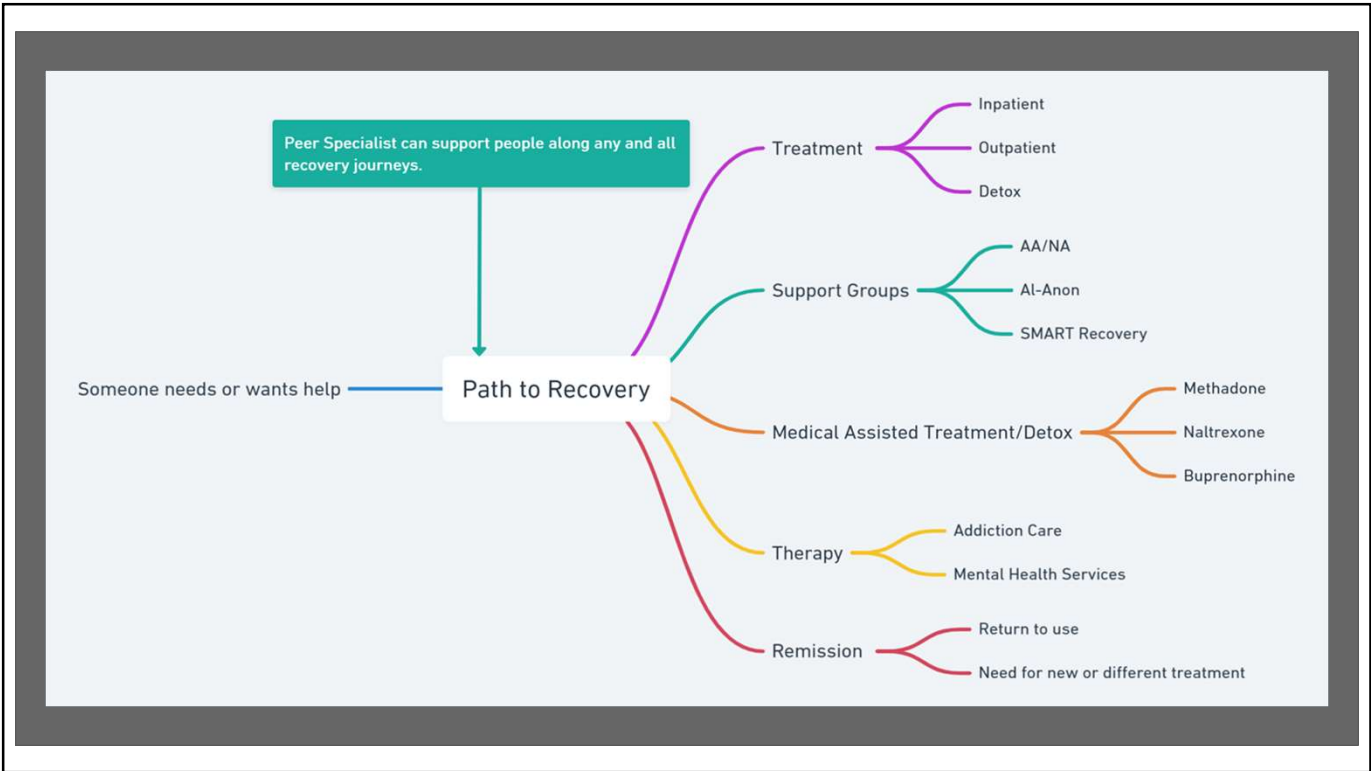 Peer Specialist can support people along any and all
recovery journeys.
Someone needs or wants help
Path to Recovery
Treatment
Inpatient
Outpatient
Detox
Support Groups
AA/NA
Al-Anon
SMART Recovery
Medical Assisted Treatment/Detox
Methadone
Naltrexone
Buprenorphine
Therapy
Addiction Care
Mental Health Services
Remission
Return to use
Need for new or different treatment